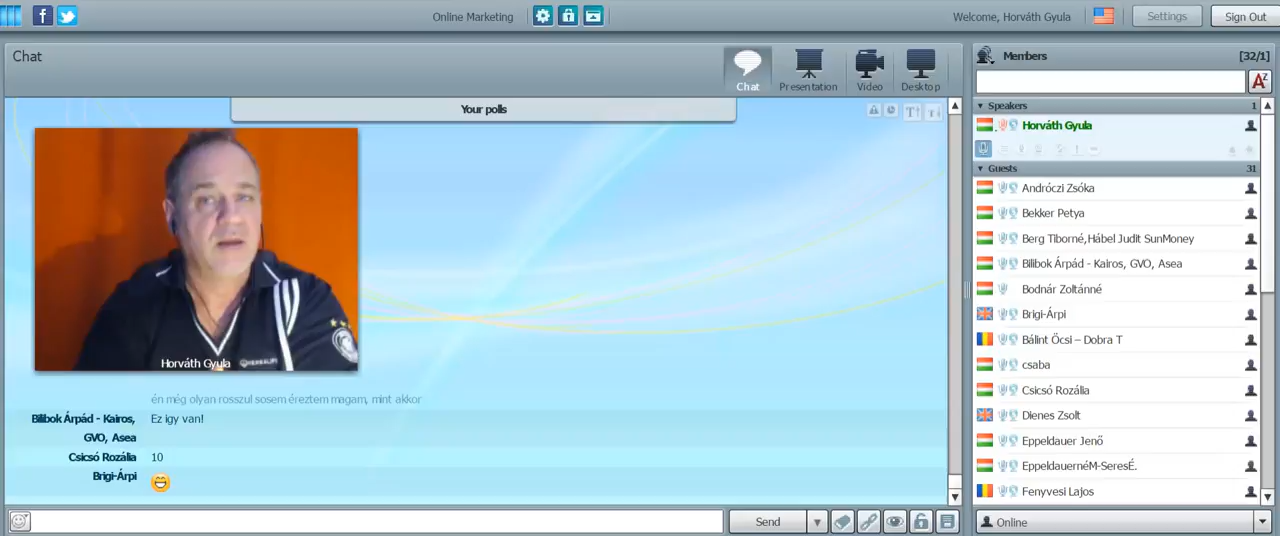 Online Marketing
Welcome, Horváth Gyula
Settings
Sign Out
Chat
Chat
Presentation
Video
Desktop
Members
[32/1]
Your polls
Speakers 1
Horváth Gyula
Guests 31
Andróczi Zsóka
Bekker Petya
Berg Tiborné,Hábel Judit SunMoney
Bilibok Árpád - Kairos, GVO, Asea
Bodnár Zoltánné
Brigi-Árpi
Bálint Öcsi – Dobra T
csaba
Csicsó Rozália
Dienes Zsolt
Eppeldauer Jenő
EppeldauernéM-SeresÉ.
Fenyvesi Lajos
Online
Horváth Gyula
HERBALIFE
én még olyan rosszul sosem éreztem magam, mint akkor
Bilibok Árpád - Kairos, Ez igy van!
GVO, Asea
Csicsó Rozália 10
Brigi-Árpi
Send